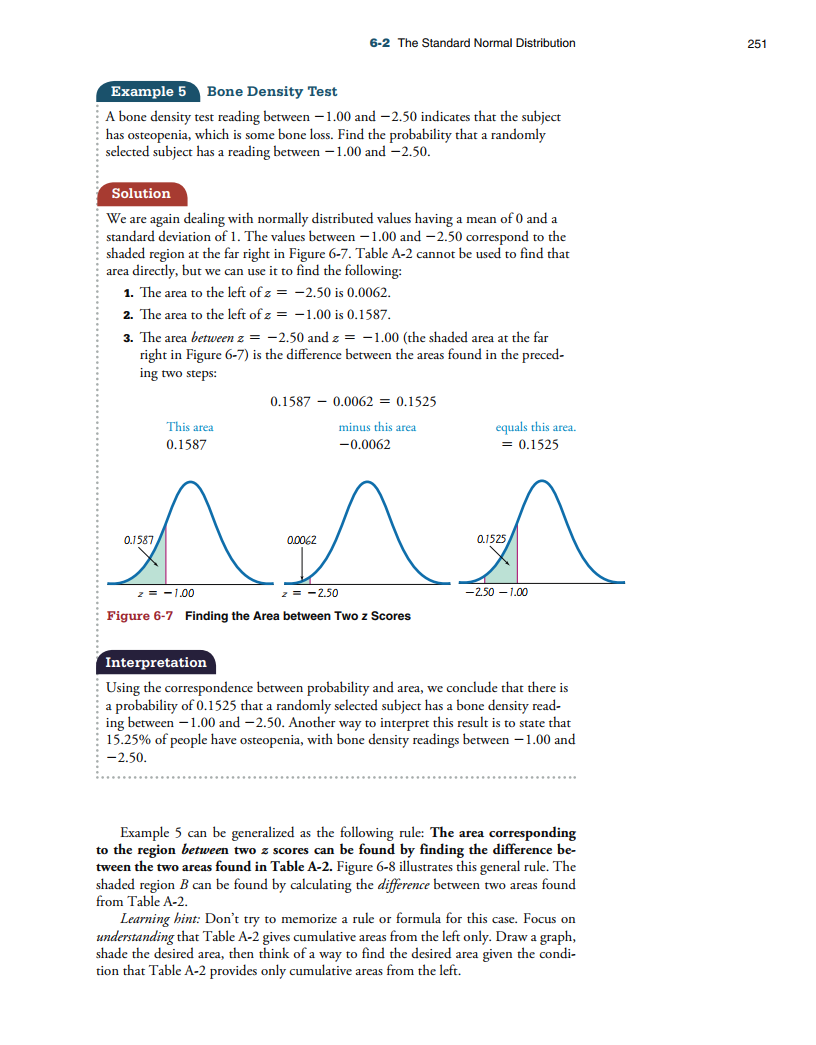 6-2 The Standard Normal Distribution 251
Example 5 Bone Density Test
A bone density test reading between −1.00 and −2.50 indicates that the subject
has osteopenia, which is some bone loss. Find the probability that a randomly
selected subject has a reading between −1.00 and −2.50.
Solution
We are again dealing with normally distributed values having a mean of 0 and a
standard deviation of 1. The values between −1.00 and −2.50 correspond to the
shaded region at the far right in Figure 6-7. Table A-2 cannot be used to find that
area directly, but we can use it to find the following:
1. The area to the left of z = −2.50 is 0.0062.
2. The area to the left of z = −1.00 is 0.1587.
3. The area between z = −2.50 and z = −1.00 (the shaded area at the far
right in Figure 6-7) is the difference between the areas found in the preced-
ing two steps:
0.1587 − 0.0062 = 0.1525
This area minus this area equals this area.
0.1587 −0.0062 = 0.1525
0.1587 0.0062 0.1525
z = −1.00 z = −2.50 −2.50 −1.00
Figure 6-7 Finding the Area between Two z Scores
Interpretation
Using the correspondence between probability and area, we conclude that there is
a probability of 0.1525 that a randomly selected subject has a bone density read-
ing between −1.00 and −2.50. Another way to interpret this result is to state that
15.25% of people have osteopenia, with bone density readings between −1.00 and
−2.50.
Example 5 can be generalized as the following rule: The area corresponding
to the region between two z scores can be found by finding the difference be-
tween the two areas found in Table A-2. Figure 6-8 illustrates this general rule. The
shaded region B can be found by calculating the difference between two areas found
from Table A-2.
Learning hint: Don't try to memorize a rule or formula for this case. Focus on
understanding that Table A-2 gives cumulative areas from the left only. Draw a graph,
shade the desired area, then think of a way to find the desired area given the condi-
tion that Table A-2 provides only cumulative areas from the left.